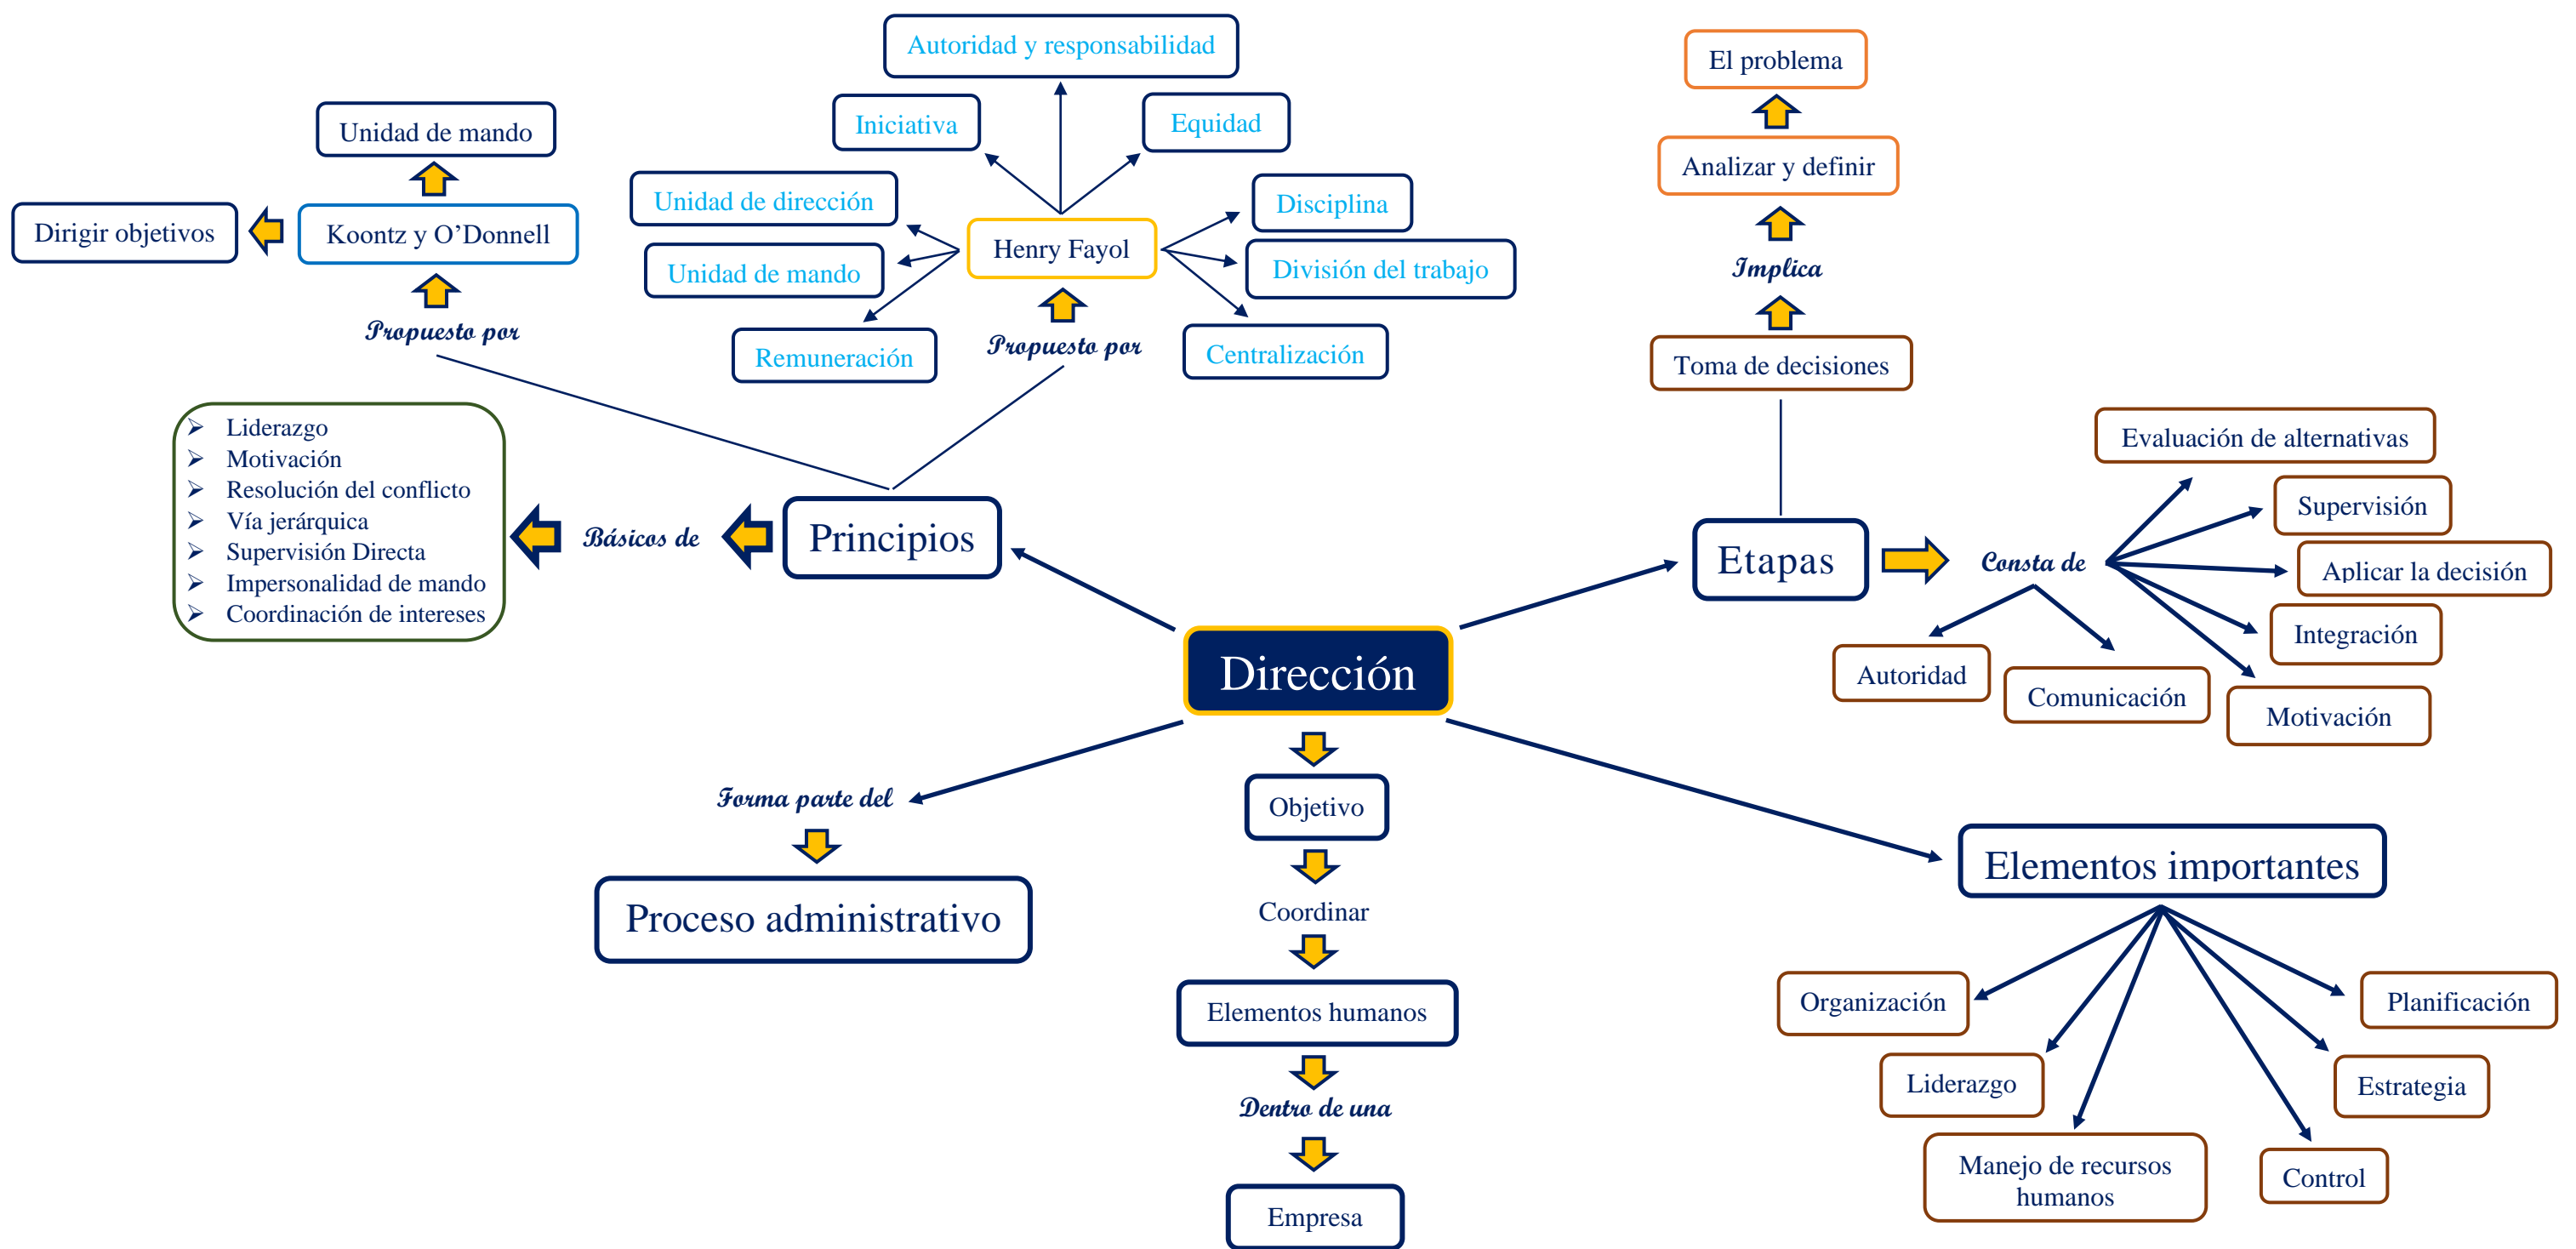 Autoridad y responsabilidad
El problema
Unidad de mando
Iniciativa
Equidad
Analizar y definir
Dirigir objetivos
Koontz y O’Donnell
Unidad de dirección
Disciplina
Henry Fayol
Unidad de mando
División del trabajo
Implica
Propuesto por
Remuneración
Propuesto por
Centralización
Toma de decisiones
➢ Liderazgo
➢ Motivación
➢ Resolución del conflicto
➢ Vía jerárquica
➢ Supervisión Directa
➢ Impersonalidad de mando
➢ Coordinación de intereses
Básicos de
Principios
Etapas
Consta de
Evaluación de alternativas
Supervisión
Aplicar la decisión
Integración
Autoridad
Comunicación
Motivación
Dirección
Forma parte del
Proceso administrativo
Objetivo
Coordinar
Elementos humanos
Dentro de una
Empresa
Elementos importantes
Organización
Planificación
Liderazgo
Estrategia
Manejo de recursos
humanos
Control